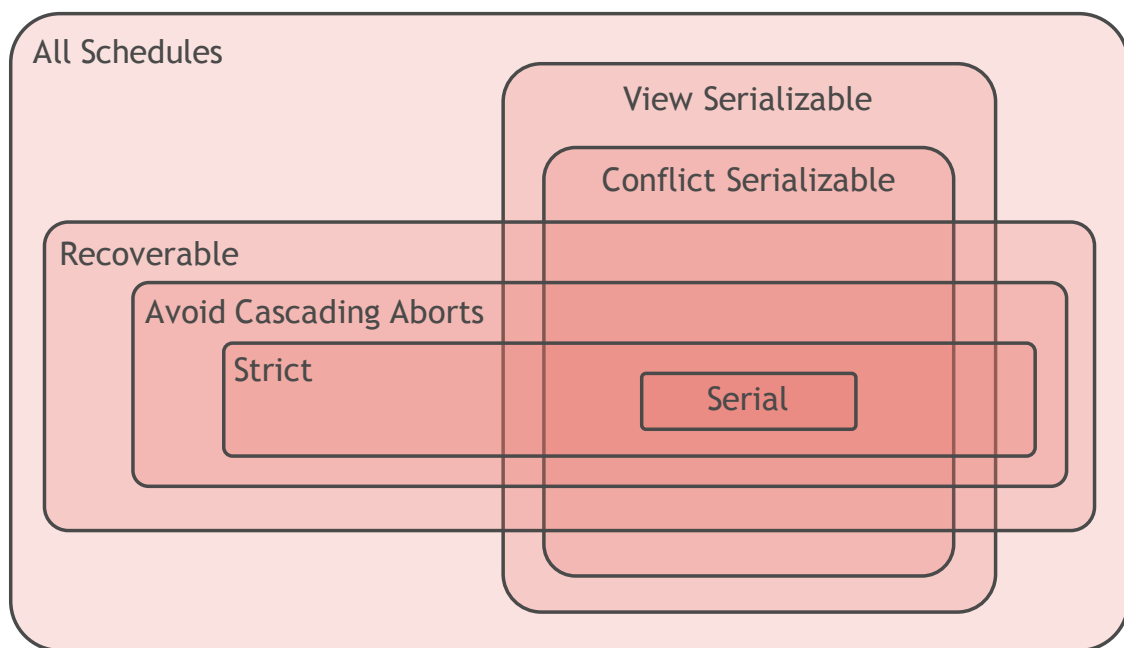 All Schedules
View Serializable
Conflict Serializable
Recoverable
Avoid Cascading Aborts
Strict
Serial